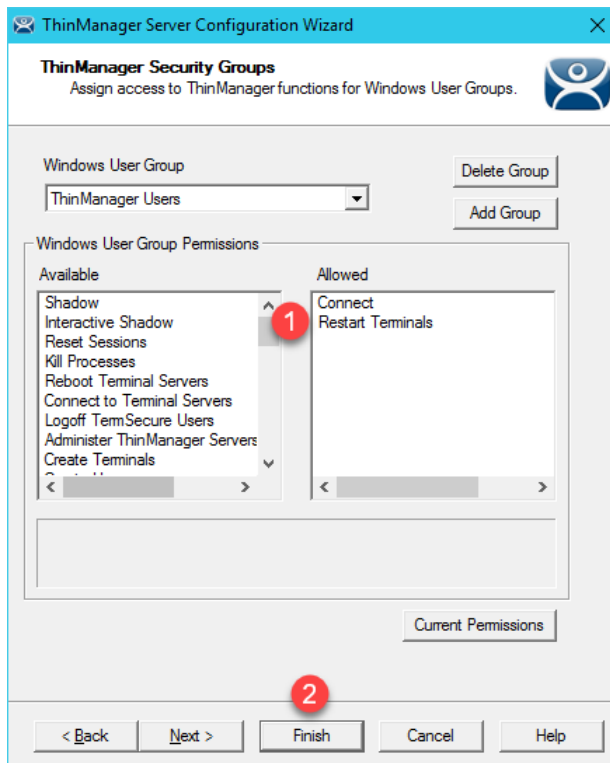 ThinManager Server Configuration Wizard
ThinManager Security Groups
Assign access to ThinManager functions for Windows User Groups.
Windows User Group
ThinManager Users
Delete Group
Add Group
Windows User Group Permissions
Available
Allowed
Shadow
Interactive Shadow
Reset Sessions
Kill Processes
Reboot Terminal Servers
Connect to Terminal Servers
Logoff TermSecure Users
Administer ThinManager Servers
Create Terminals
1
Connect
Restart Terminals
Current Permissions
2
< Back
Next >
Finish
Cancel
Help